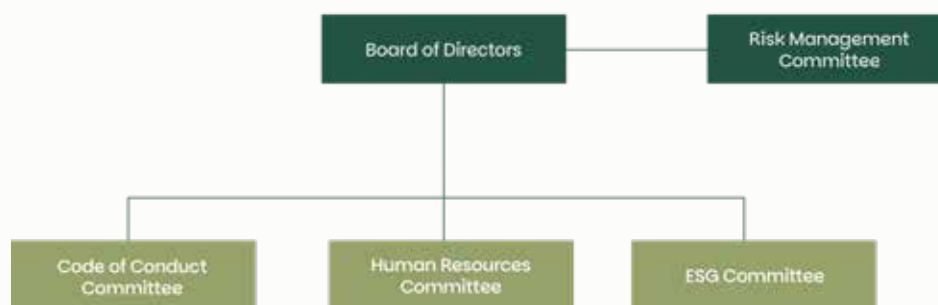 Board of Directors
Risk Management
Committee
Code of Conduct
Committee
Human Resources
Committee
ESG Committee